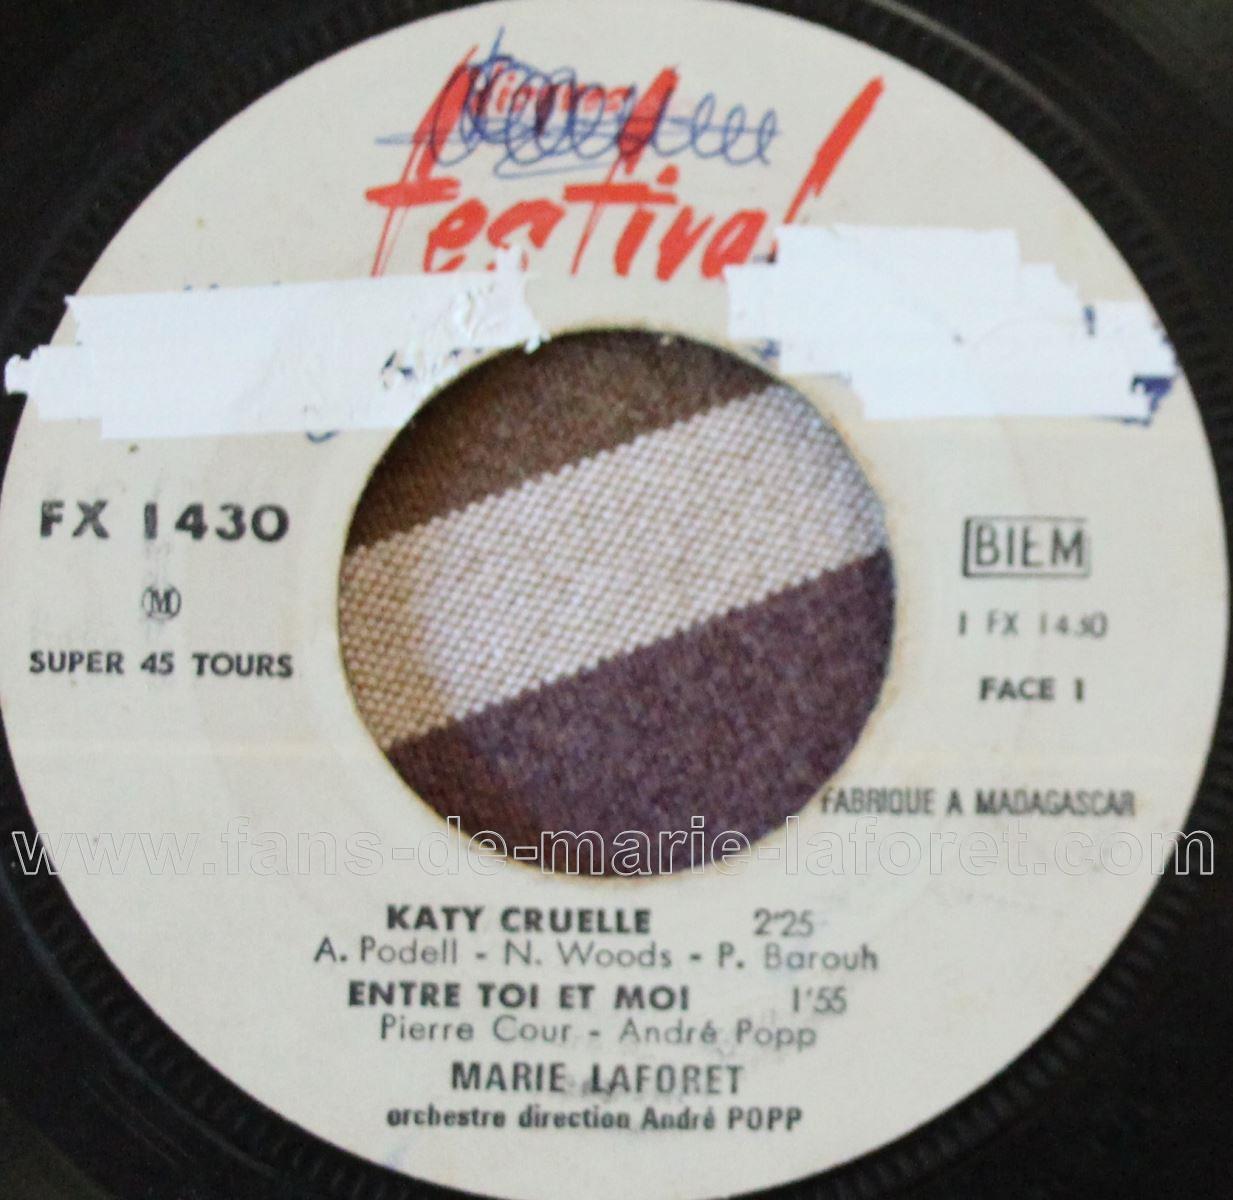 Disques
festival
FX 1430
BIEM
M
1 FX 1430
SUPER 45 TOURS
FACE 1
FABRIQUE A MADAGASCAR
www.fans-de-marie-laforet.com
KATY CRUELLE 2'25
A. Podell - N. Woods - P. Barouh
ENTRE TOI ET MOI 1'55
Pierre Cour - André Popp
MARIE LAFORET
orchestre direction André POPP